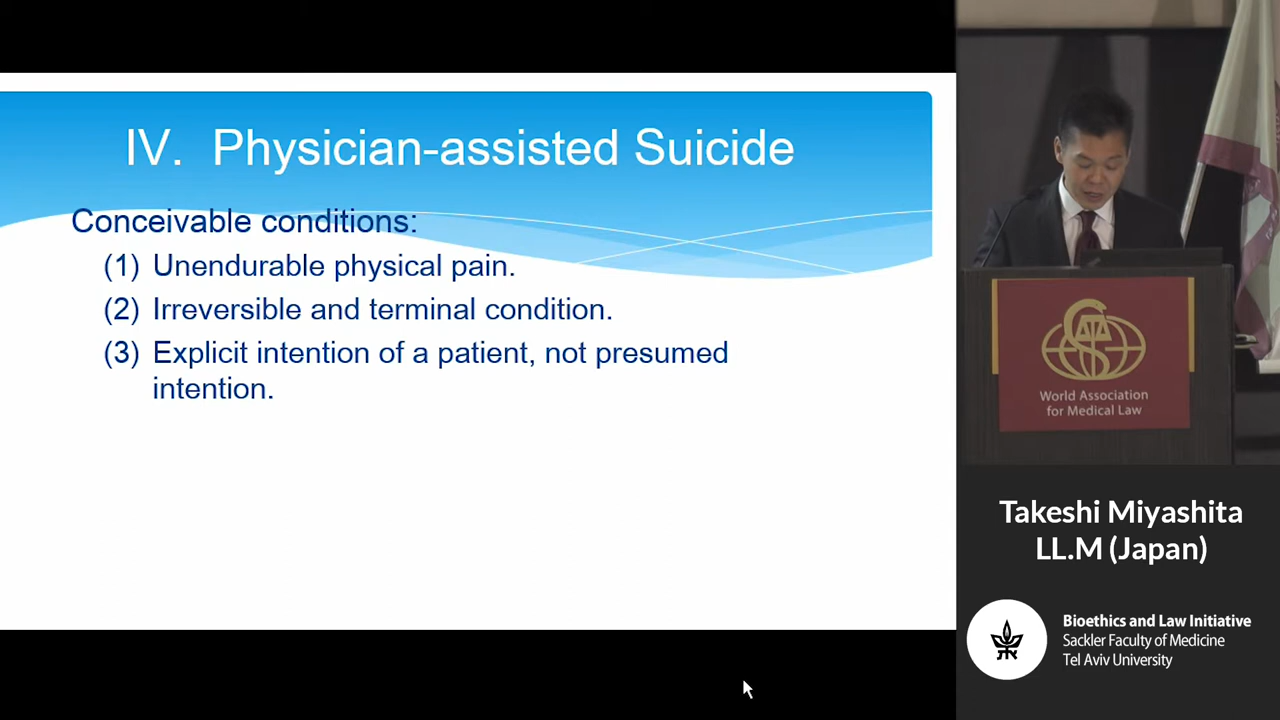 IV. Physician-assisted Suicide
Conceivable conditions:
(1) Unendurable physical pain.
(2) Irreversible and terminal condition.
(3) Explicit intention of a patient, not presumed
intention.
World Association
for Medical Law
Takeshi Miyashita
LL.M (Japan)
Bioethics and Law Initiative
Sackler Faculty of Medicine
Tel Aviv University